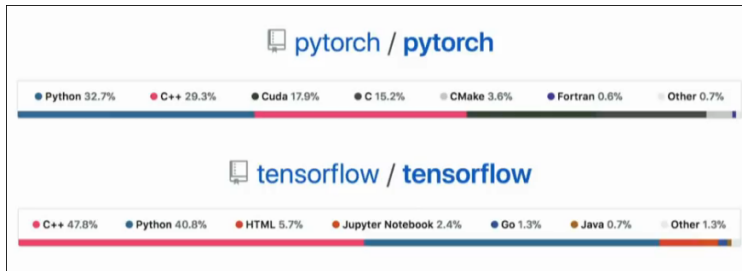 pytorch / pytorch
Python 32.7% C++ 29.3% Cuda 17.9% C 15.2% CMake 3.6% Fortran 0.6% Other 0.7%
tensorflow / tensorflow
C++ 47.8% Python 40.8% HTML 5.7% Jupyter Notebook 2.4% Go 1.3% Java 0.7% Other 1.3%